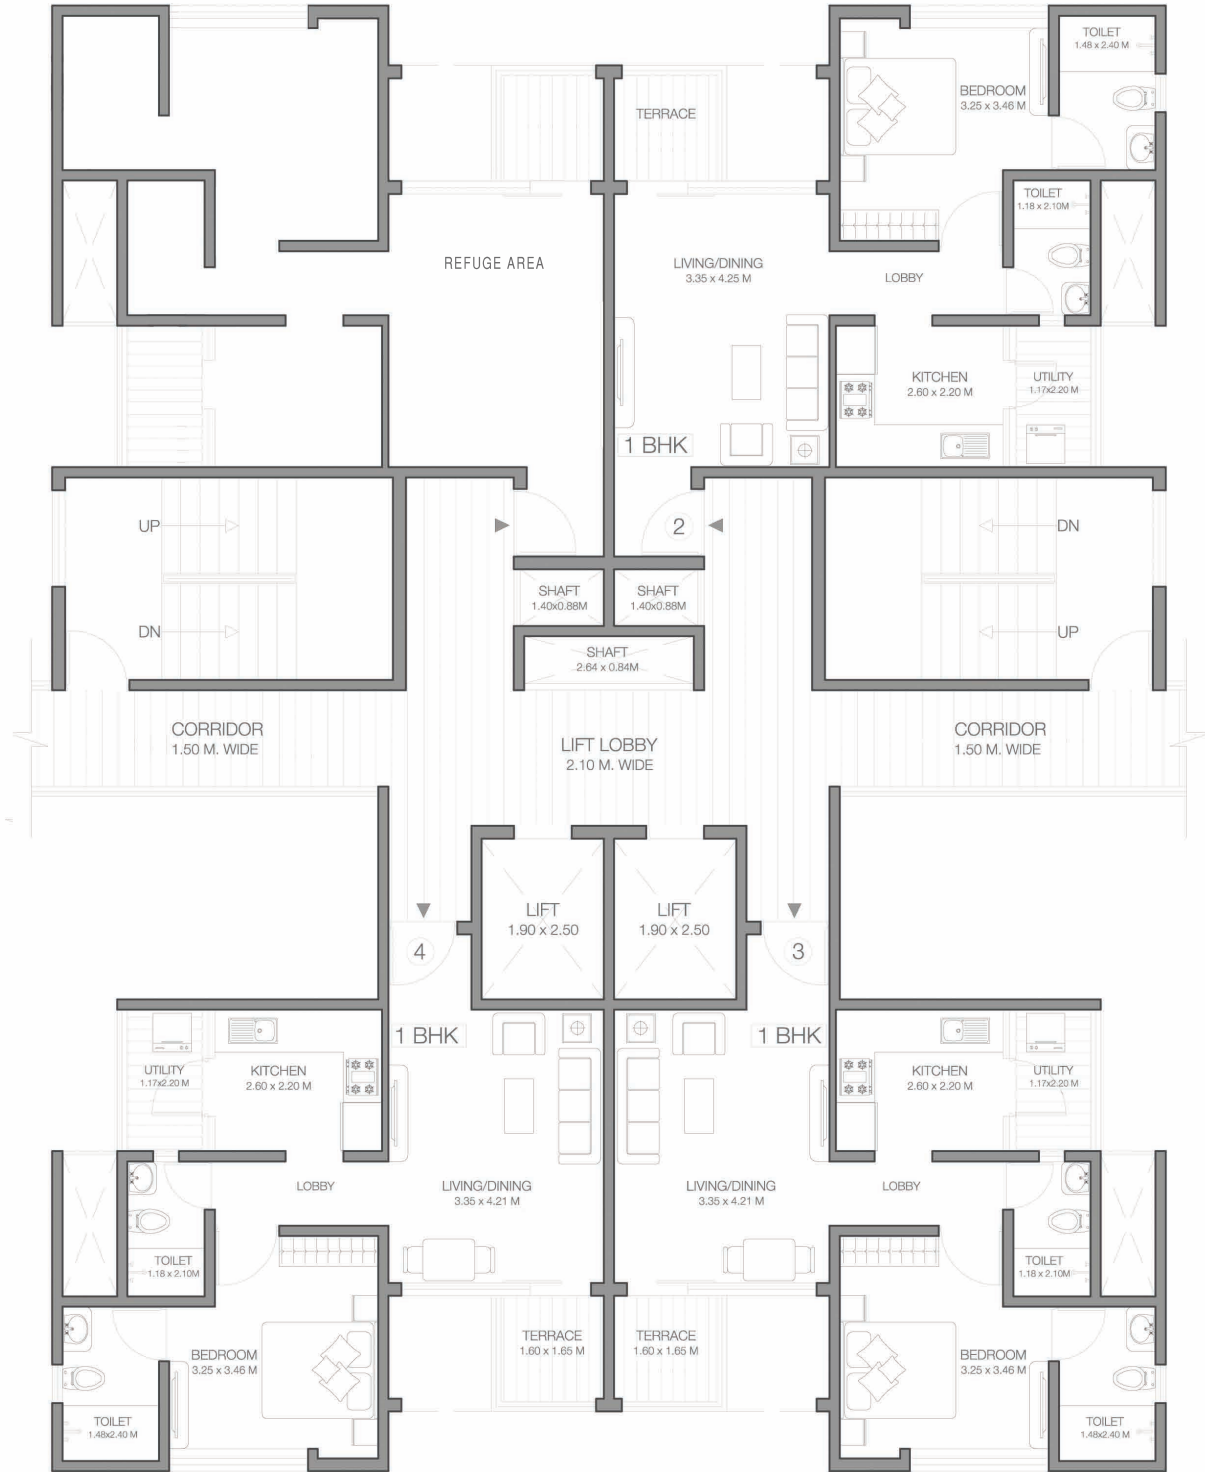 TOILET
1.48 x 2.40 M
BEDROOM
3.25 x 3.46 M
TERRACE
TOILET
1.18 x 2.10M
REFUGE AREA
LIVING/DINING
3.35 x 4.25 M
LOBBY
KITCHEN
2.60 x 2.20 M
UTILITY
1.17x2.20 M
1 BHK
UP
2
DN
SHAFT
1.40x0.88M
SHAFT
1.40x0.88M
DN
UP
SHAFT
2.64 x 0.84M
CORRIDOR
1.50 M. WIDE
LIFT LOBBY
2.10 M. WIDE
CORRIDOR
1.50 M. WIDE
LIFT
1.90 x 2.50
LIFT
1.90 x 2.50
4
3
1 BHK
1 BHK
UTILITY
1.17x2.20 M
KITCHEN
2.60 x 2.20 M
KITCHEN
2.60 x 2.20 M
UTILITY
1.17x2.20 M
LOBBY
LIVING/DINING
3.35 x 4.21 M
LIVING/DINING
3.35 x 4.21 M
LOBBY
TOILET
1.18 x 2.10M
TOILET
1.18 x 2.10M
BEDROOM
3.25 x 3.46 M
TERRACE
1.60 x 1.65 M
TERRACE
1.60 x 1.65 M
BEDROOM
3.25 x 3.46 M
TOILET
1.48x2.40 M
TOILET
1.48x2.40 M